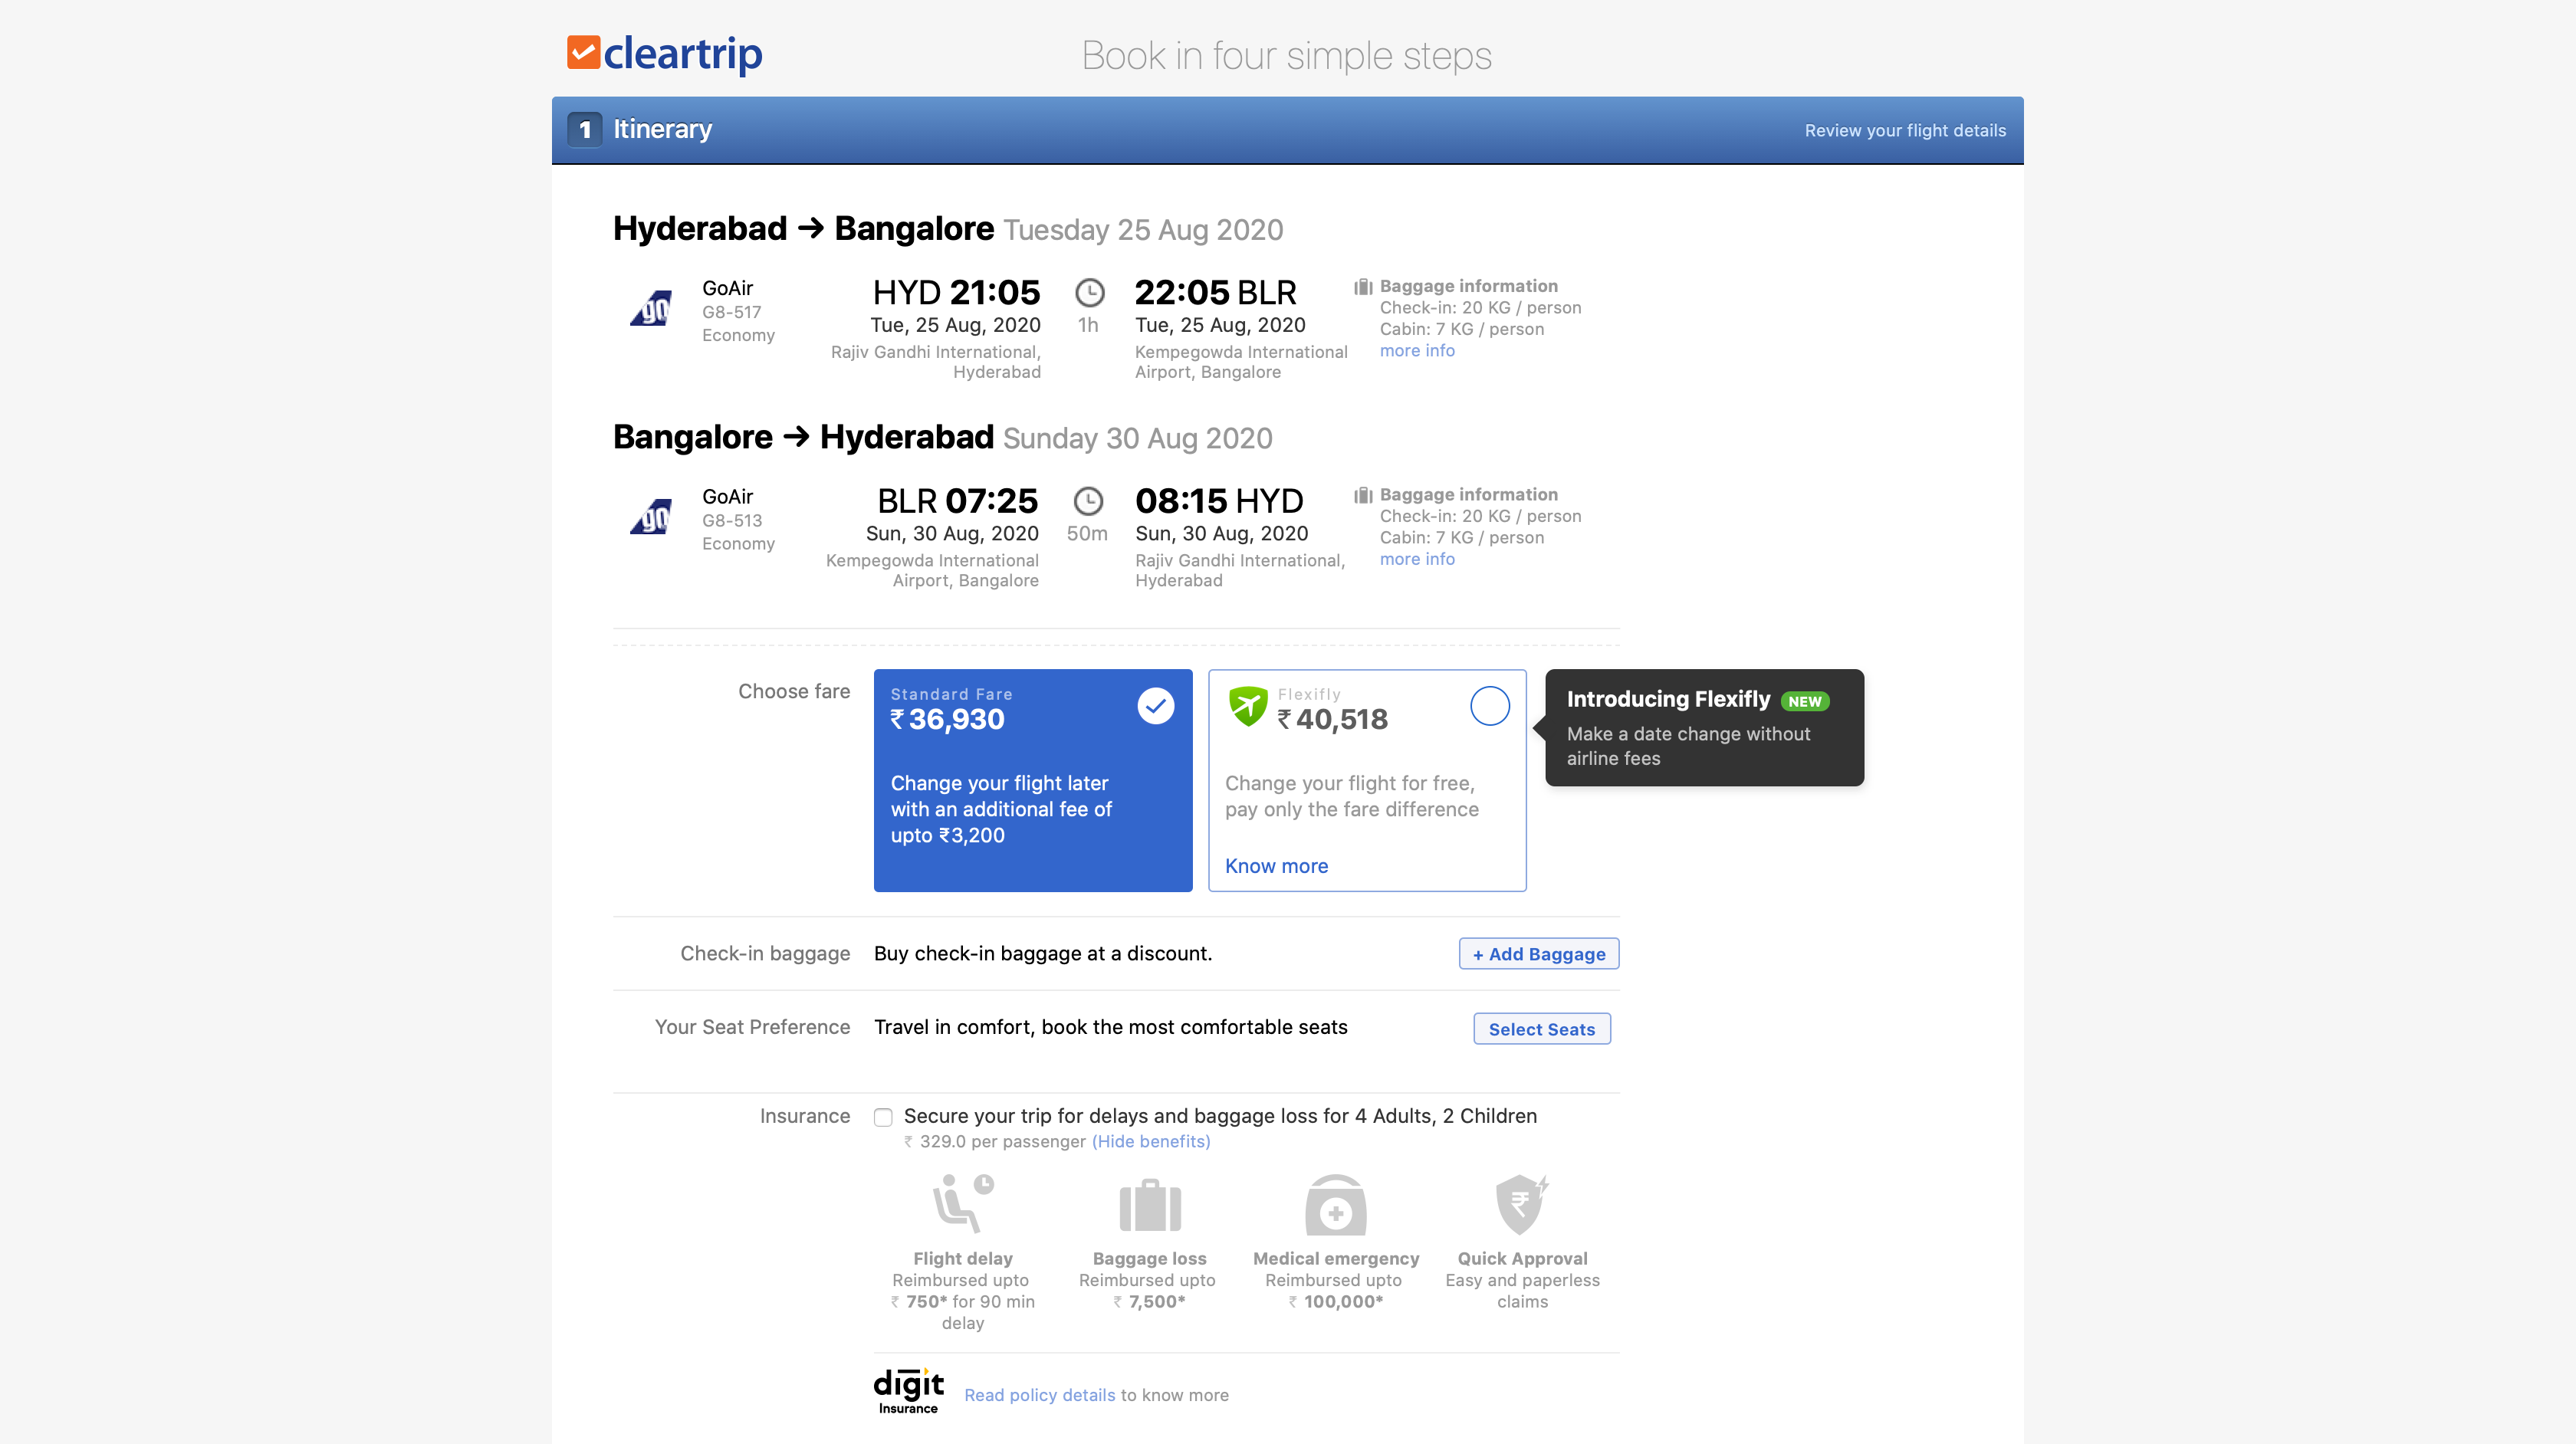 cleartrip
Book in four simple steps
1 Itinerary
Review your flight details
Hyderabad → Bangalore Tuesday 25 Aug 2020
go
GoAir
G8-517
Economy
HYD 21:05
Tue, 25 Aug, 2020
Rajiv Gandhi International,
Hyderabad
1h
22:05 BLR
Tue, 25 Aug, 2020
Kempegowda International
Airport, Bangalore
Baggage information
Check-in: 20 KG / person
Cabin: 7 KG / person
more info
Bangalore → Hyderabad Sunday 30 Aug 2020
go
GoAir
G8-513
Economy
BLR 07:25
Sun, 30 Aug, 2020
Kempegowda International
Airport, Bangalore
50m
08:15 HYD
Sun, 30 Aug, 2020
Rajiv Gandhi International,
Hyderabad
Baggage information
Check-in: 20 KG / person
Cabin: 7 KG / person
more info
Choose fare
Standard Fare
₹ 36,930
Change your flight later
with an additional fee of
upto ₹3,200
Flexifly
₹ 40,518
Change your flight for free,
pay only the fare difference
Know more
Introducing Flexifly NEW
Make a date change without
airline fees
Check-in baggage
Buy check-in baggage at a discount.
+ Add Baggage
Your Seat Preference
Travel in comfort, book the most comfortable seats
Select Seats
Insurance
Secure your trip for delays and baggage loss for 4 Adults, 2 Children
₹ 329.0 per passenger (Hide benefits)
Flight delay
Reimbursed upto
₹ 750* for 90 min
delay
Baggage loss
Reimbursed upto
₹ 7,500*
Medical emergency
Reimbursed upto
₹ 100,000*
₹
Quick Approval
Easy and paperless
claims
digit
Insurance
Read policy details to know more